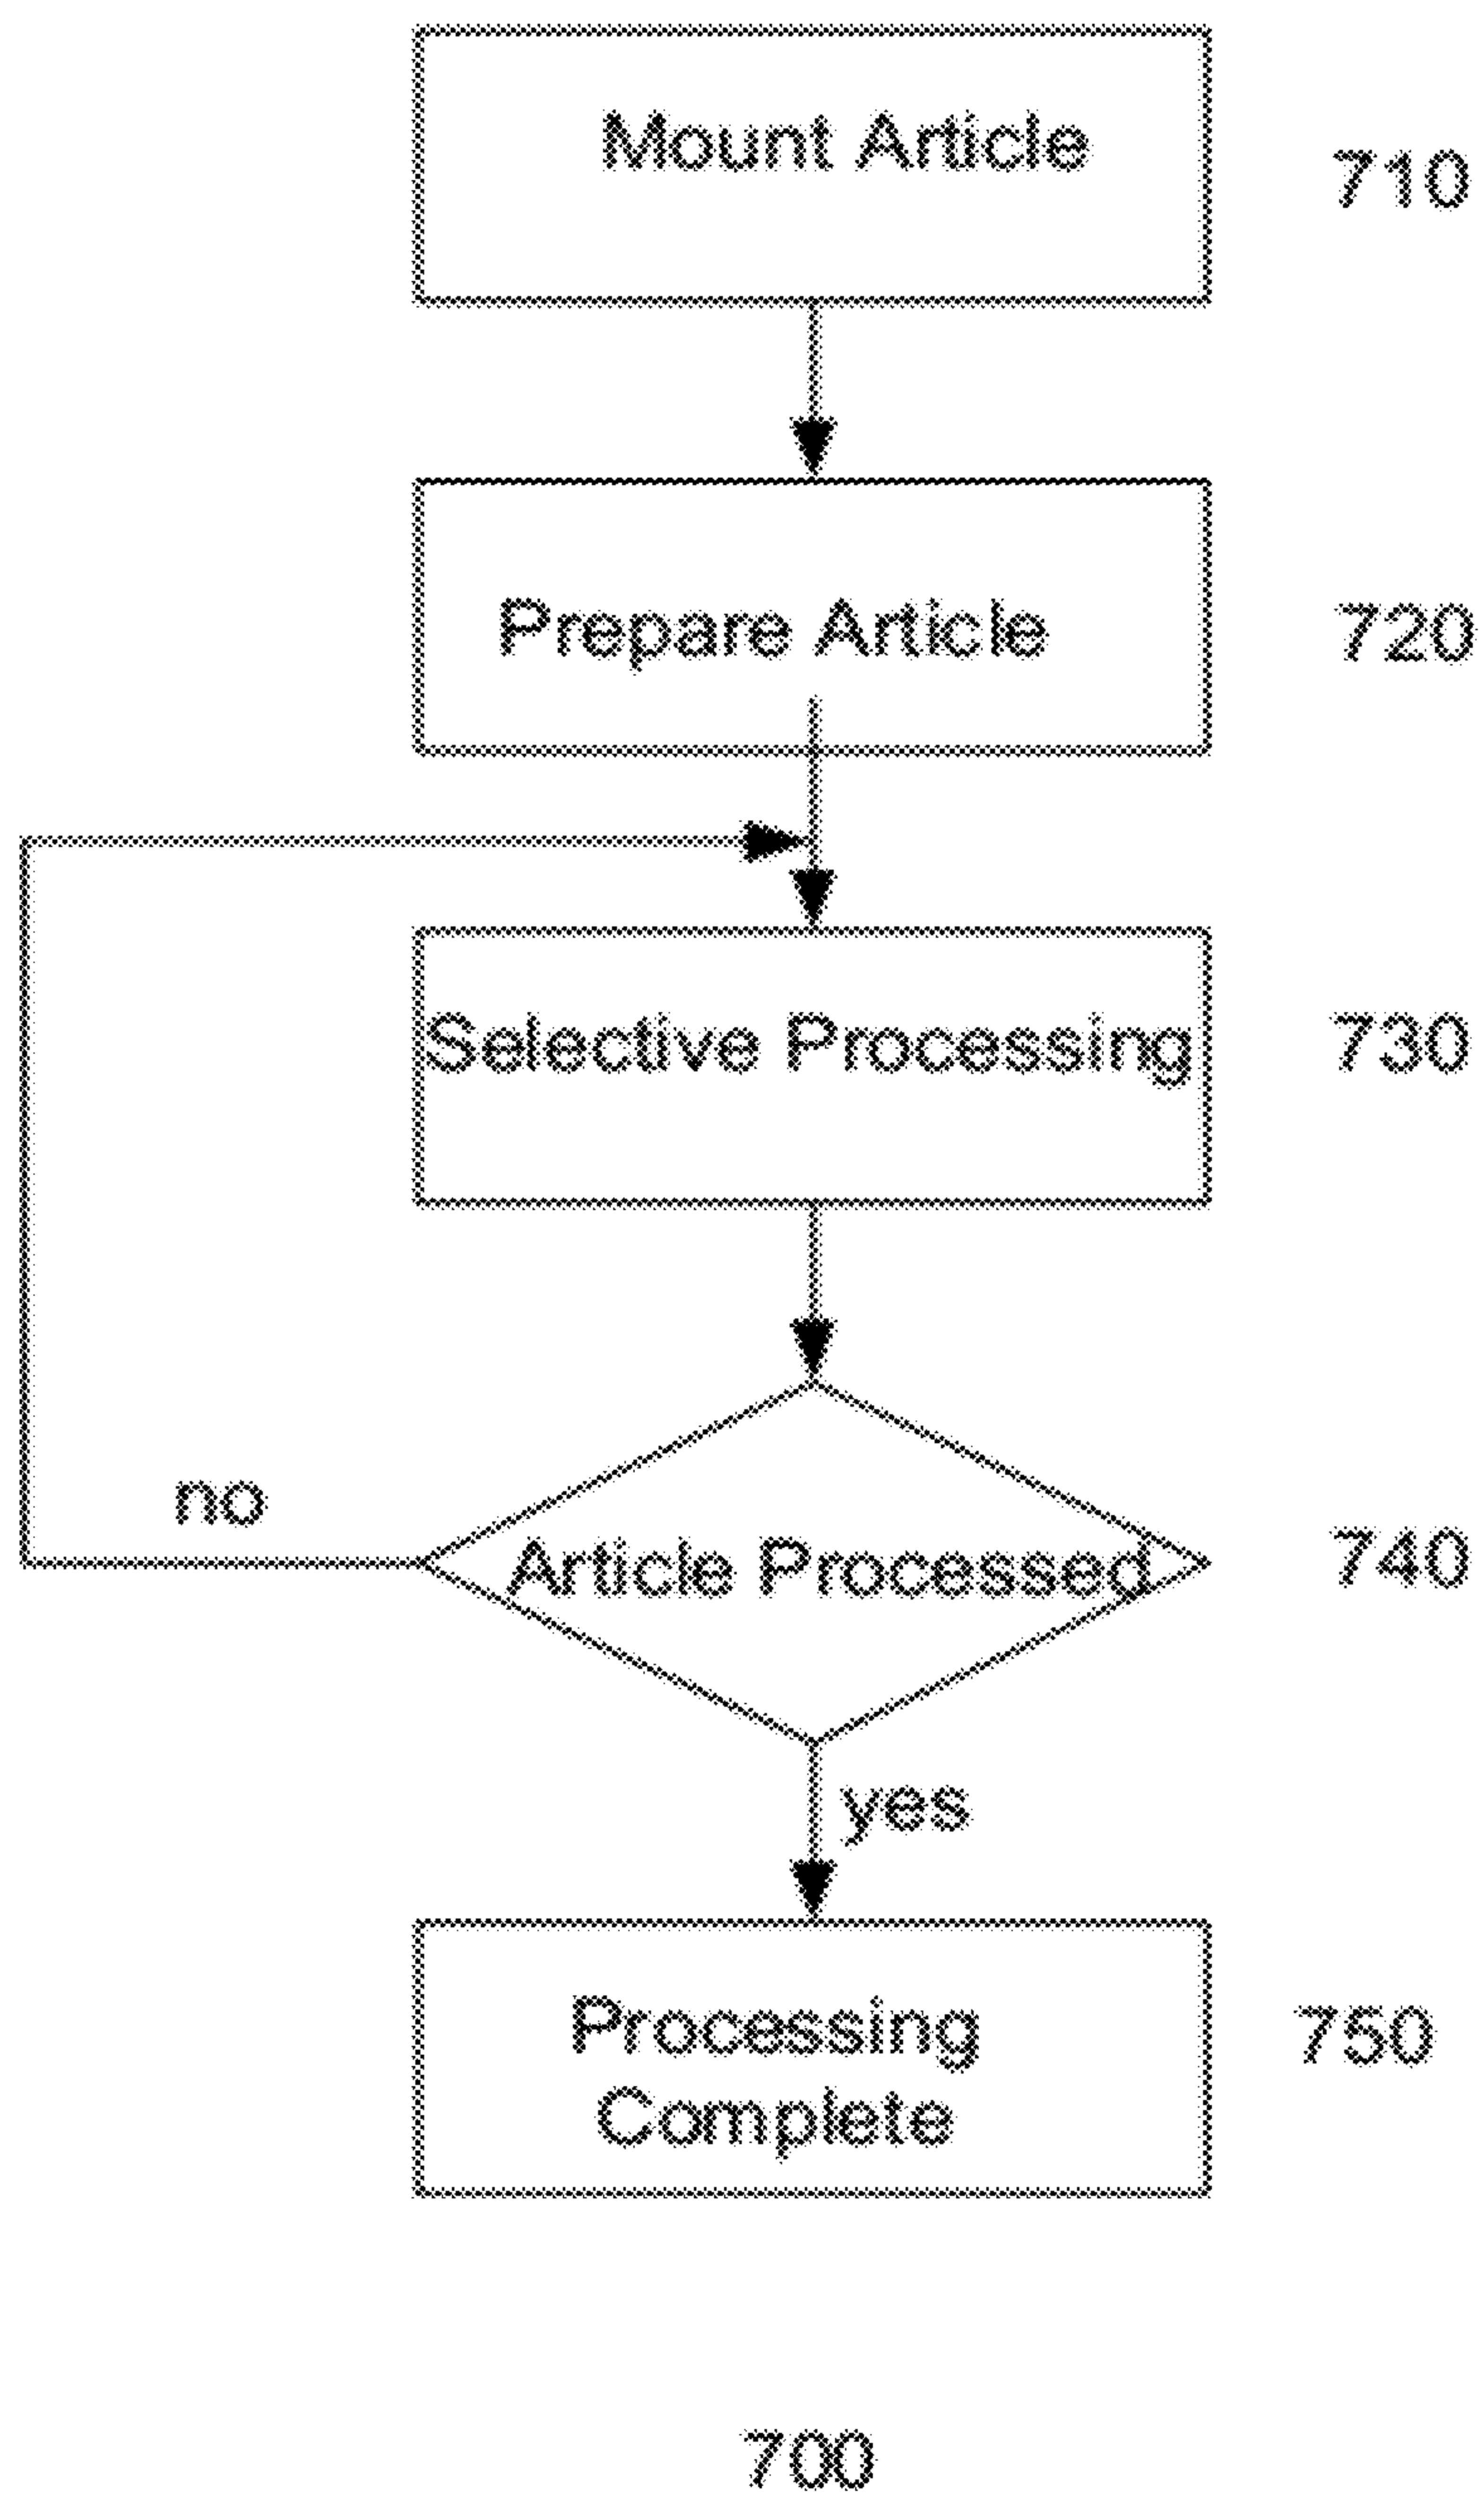 Mount Article
710
Prepare Article
720
Selective Processing
730
no
Article Processed
740
yes
Processing
Complete
750
700